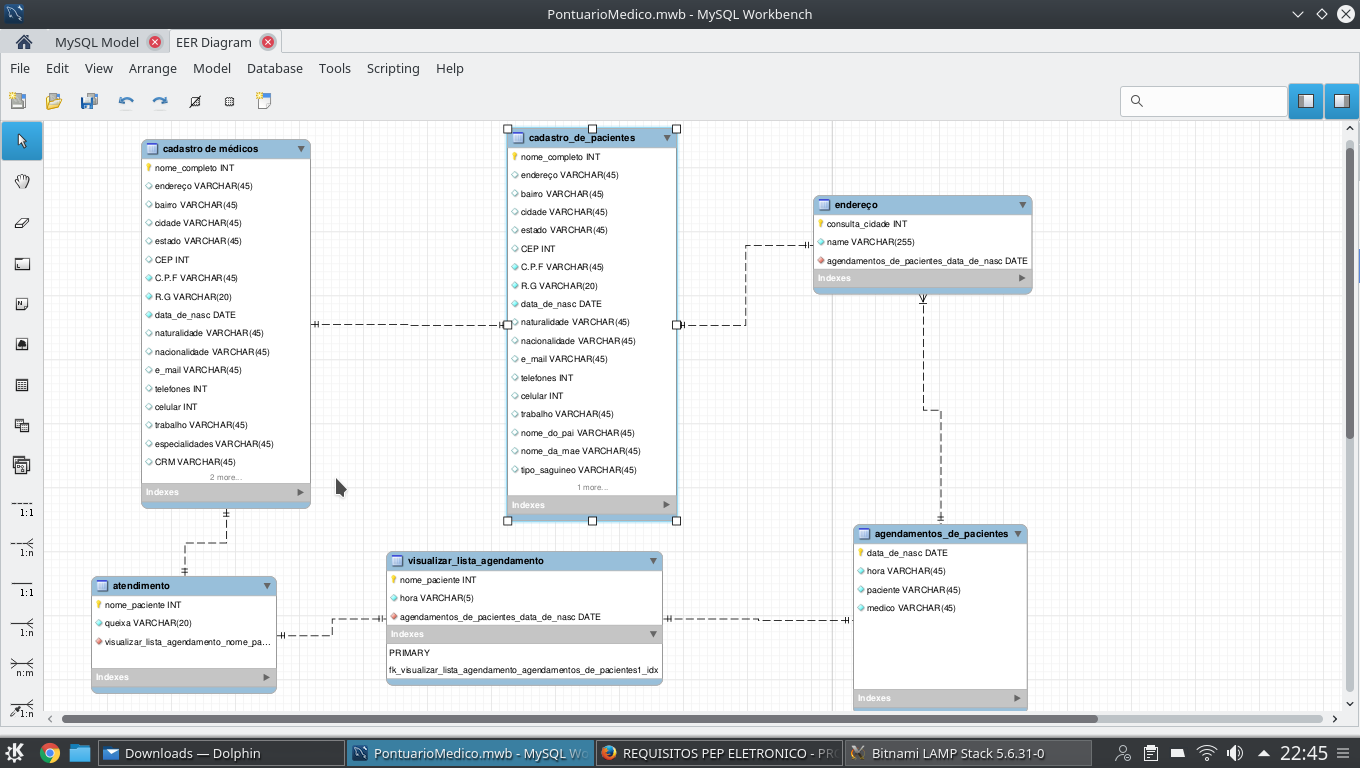 PontuarioMedico.mwb - MySQL Workbench
MySQL Model
EER Diagram
File Edit View Arrange Model Database Tools Scripting Help
cadastro de médicos
nome_completo INT
endereço VARCHAR(45)
bairro VARCHAR(45)
cidade VARCHAR(45)
estado VARCHAR(45)
CEP INT
C.P.F VARCHAR(45)
R.G VARCHAR(20)
data_de_nasc DATE
naturalidade VARCHAR(45)
nacionalidade VARCHAR(45)
e_mail VARCHAR(45)
telefones INT
celular INT
trabalho VARCHAR(45)
especialidades VARCHAR(45)
CRM VARCHAR(45)
2 more...
Indexes
cadastro_de_pacientes
nome_completo INT
endereço VARCHAR(45)
bairro VARCHAR(45)
cidade VARCHAR(45)
estado VARCHAR(45)
CEP INT
C.P.F VARCHAR(45)
R.G VARCHAR(20)
data_de_nasc DATE
naturalidade VARCHAR(45)
nacionalidade VARCHAR(45)
e_mail VARCHAR(45)
telefones INT
celular INT
trabalho VARCHAR(45)
nome_do_pai VARCHAR(45)
nome_da_mae VARCHAR(45)
tipo_saguineo VARCHAR(45)
1 more...
Indexes
endereço
consulta_cidade INT
name VARCHAR(255)
agendamentos_de_pacientes_data_de_nasc DATE
Indexes
atendimento
nome_paciente INT
queixa VARCHAR(20)
visualizar_lista_agendamento_nome_pa...
Indexes
visualizar_lista_agendamento
nome_paciente INT
hora VARCHAR(5)
agendamentos_de_pacientes_data_de_nasc DATE
Indexes
PRIMARY
fk_visualizar_lista_agendamento_agendamentos_de_pacientes1_idx
agendamentos_de_pacientes
data_de_nasc DATE
hora VARCHAR(45)
paciente VARCHAR(45)
medico VARCHAR(45)
Indexes
1:1
1:n
1:1
1:n
n:m
1:n
Downloads — Dolphin
PontuarioMedico.mwb - MySQL Wo
REQUISITOS PEP ELETRONICO - PRO
Bitnami LAMP Stack 5.6.31-0
22:45